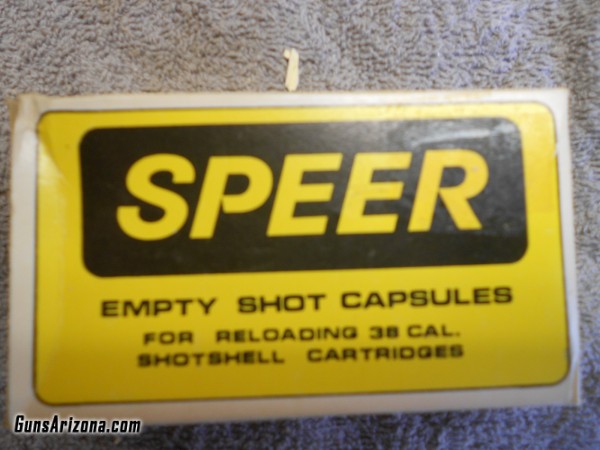 SPEER
EMPTY SHOT CAPSULES
FOR RELOADING 38 CAL.
SHOTSHELL CARTRIDGES
GunsArizona.com